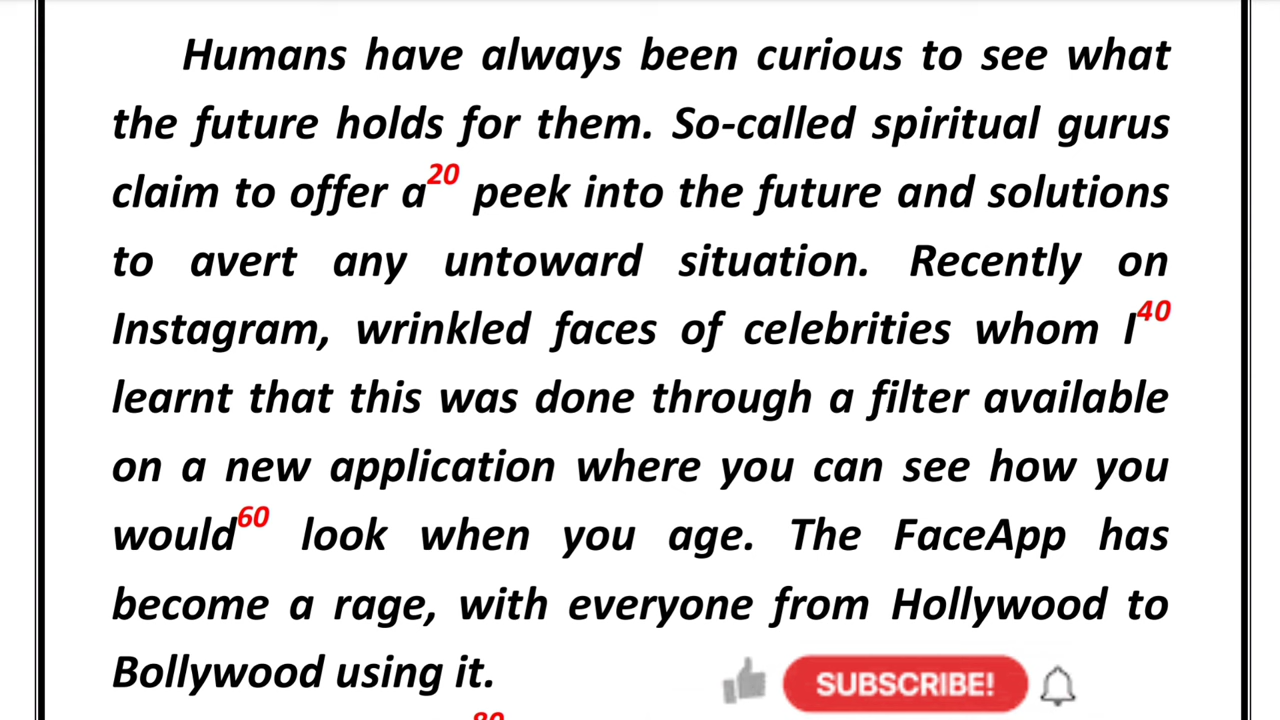 Humans have always been curious to see what
the future holds for them. So-called spiritual gurus
claim to offer a20 peek into the future and solutions
to avert any untoward situation. Recently on
Instagram, wrinkled faces of celebrities whom I40
learnt that this was done through a filter available
on a new application where you can see how you
would60 look when you age. The FaceApp has
become a rage, with everyone from Hollywood to
Bollywood using it.
SUBSCRIBE!
80